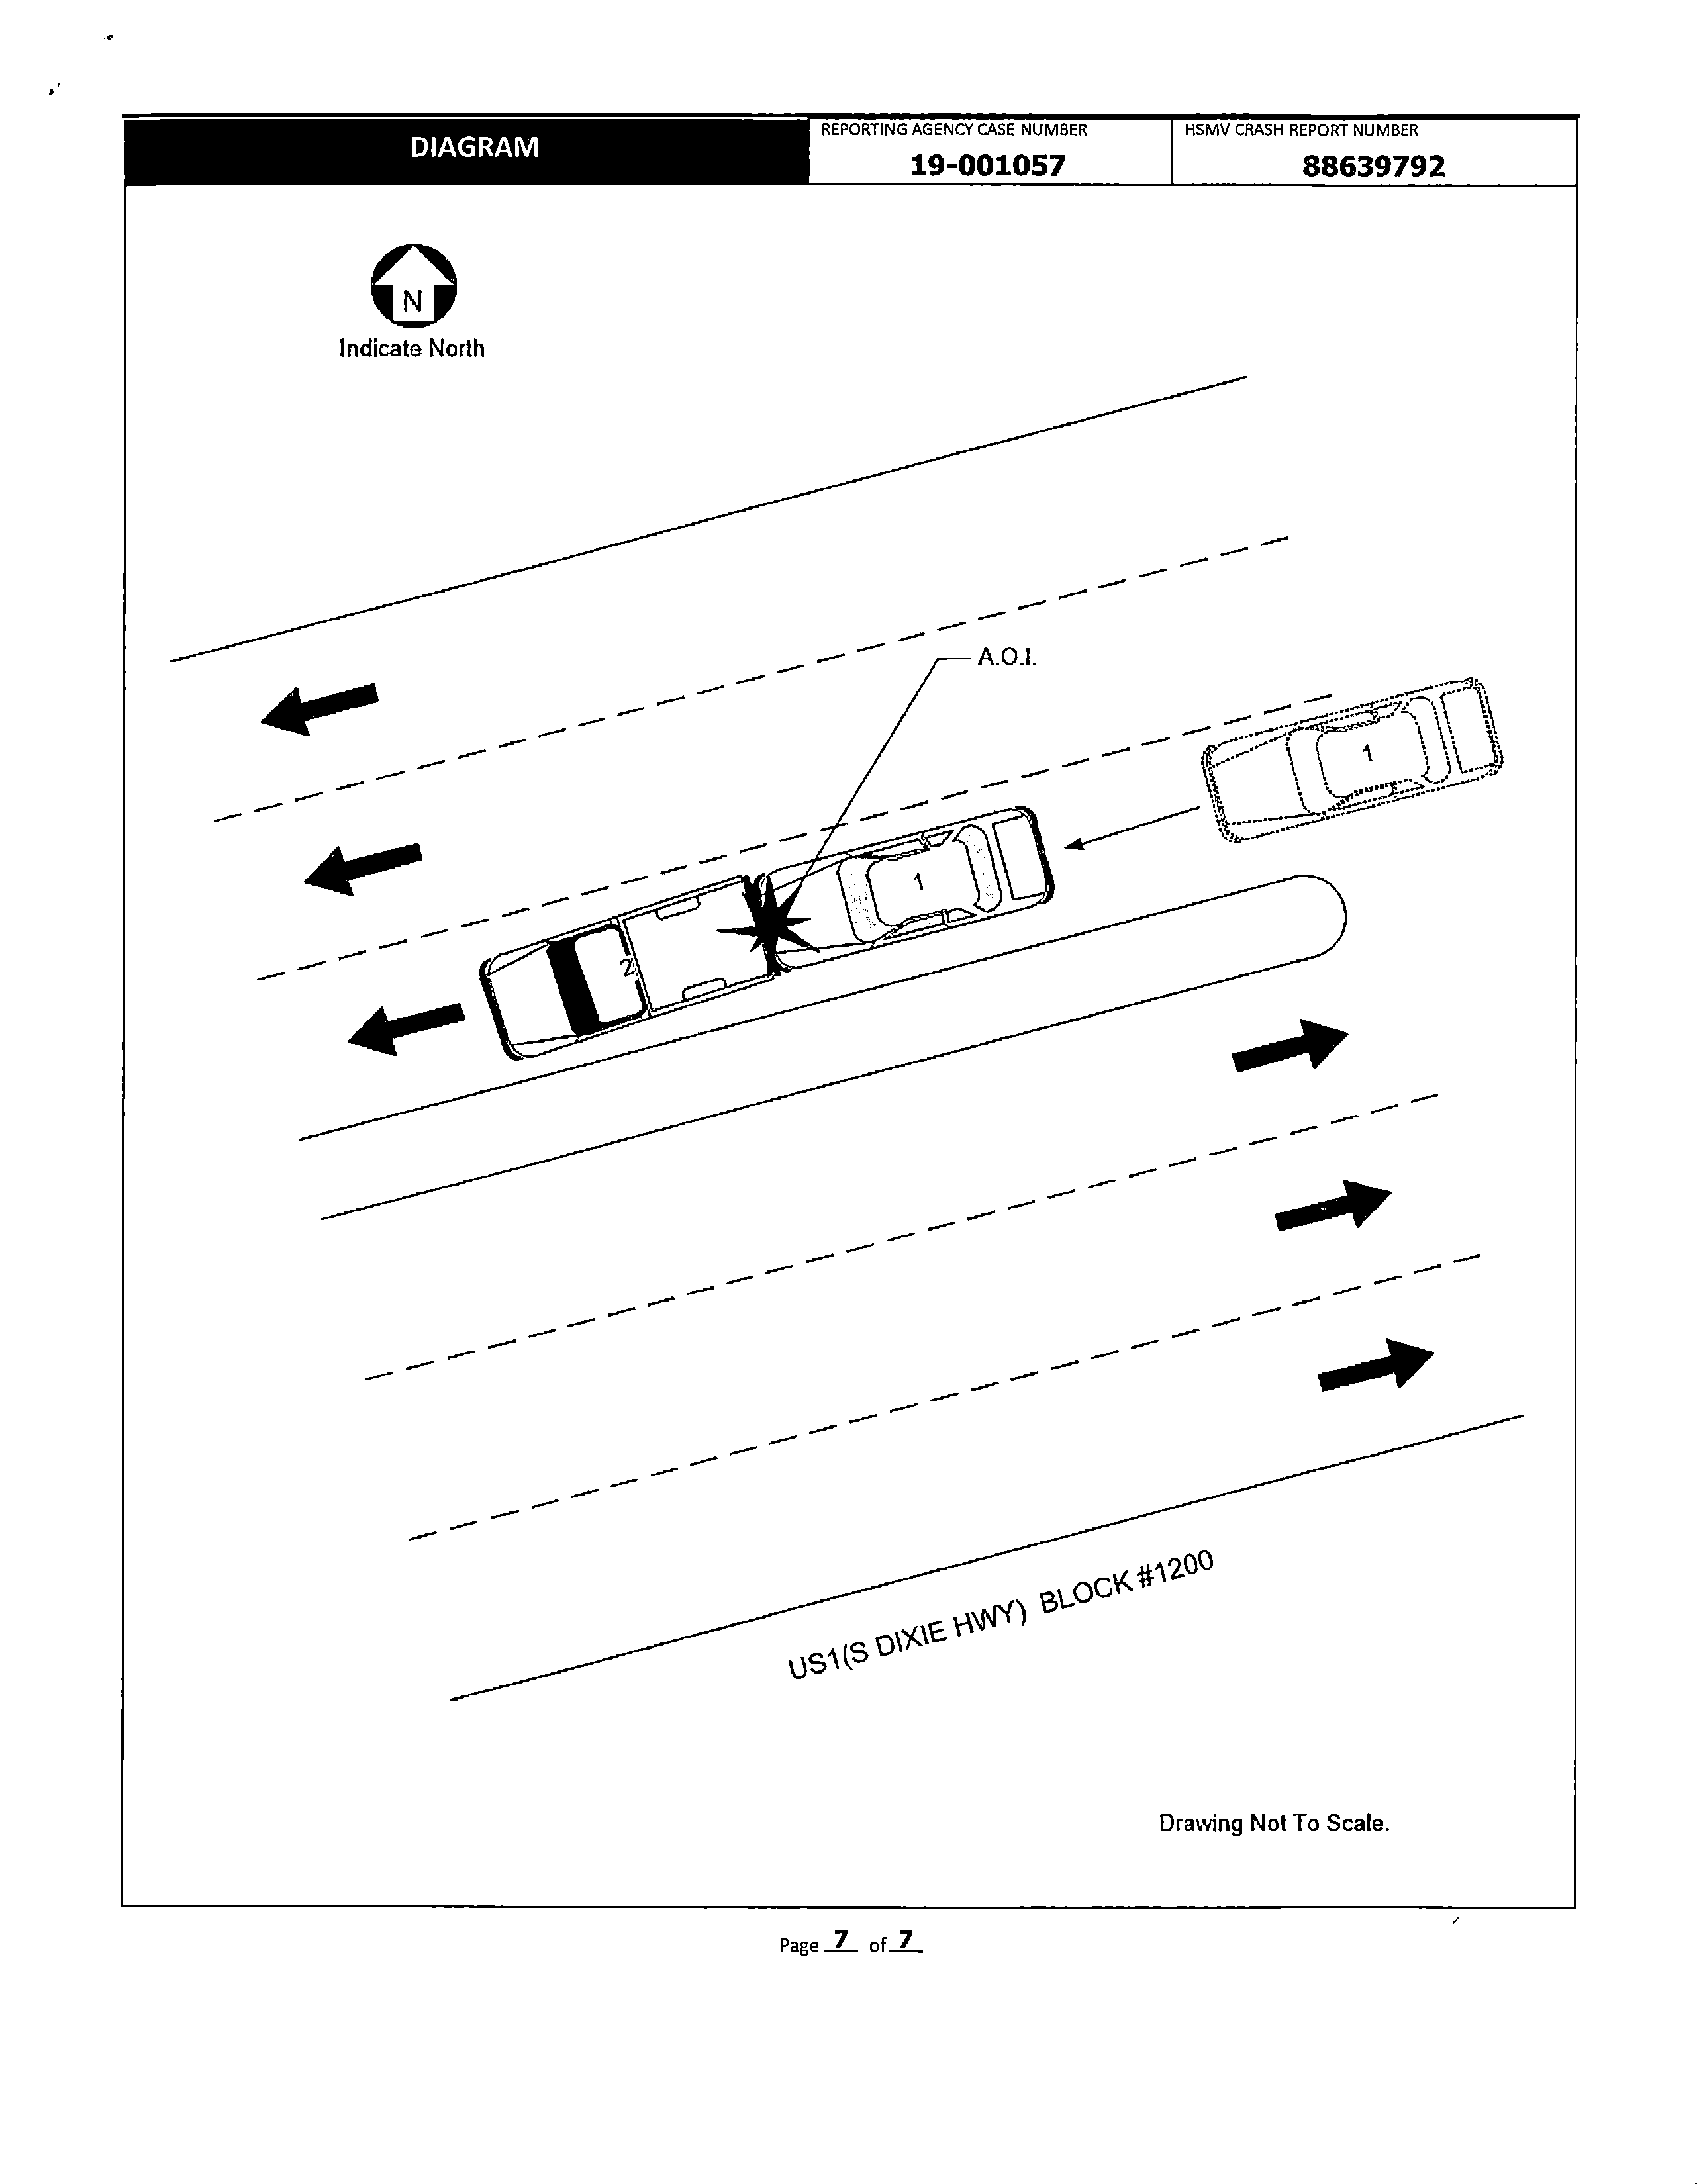 DIAGRAM
REPORTING AGENCY CASE NUMBER
19-001057
HSMV CRASH REPORT NUMBER
88639792
N
Indicate North
A.O.I.
1
1
2
US1(S DIXIE HWY) BLOCK #1200
Drawing Not To Scale.
Page 7 of 7